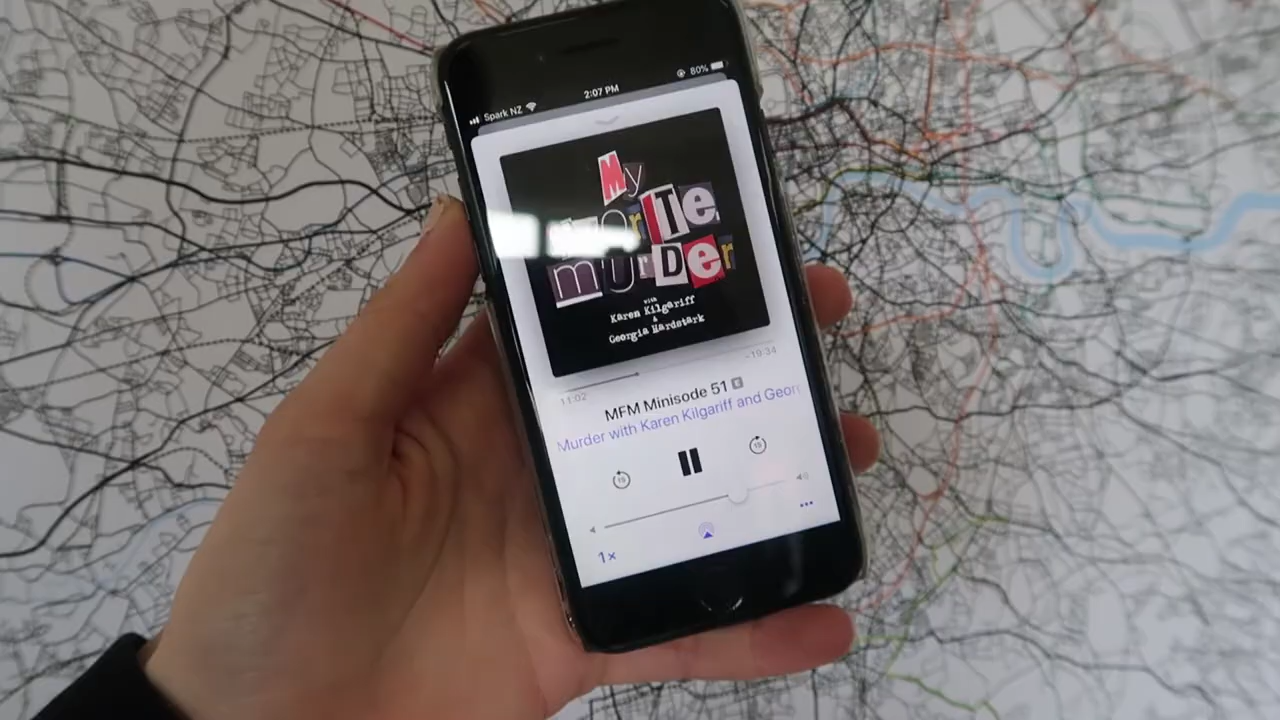 Spark NZ
2:07 PM
80%
My
murder
with
Karen Kilgariff
&
Georgia Hardstark
11:02
-19:34
MFM Minisode 51 E
Murder with Karen Kilgariff and Geor
15
15
1×